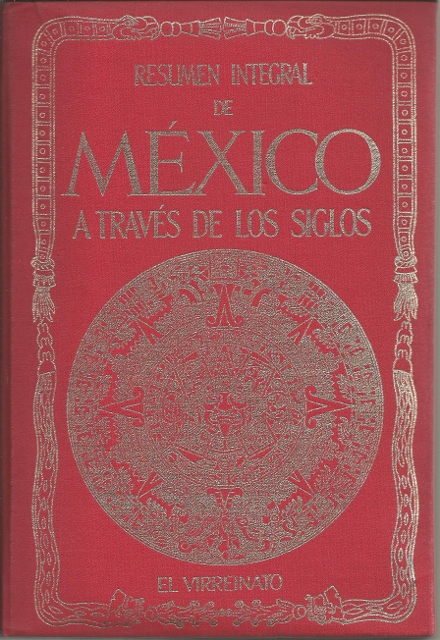 RESUMEN INTEGRAL
DE
MÉXICO
A TRAVÉS DE LOS SIGLOS
EL VIRREINATO